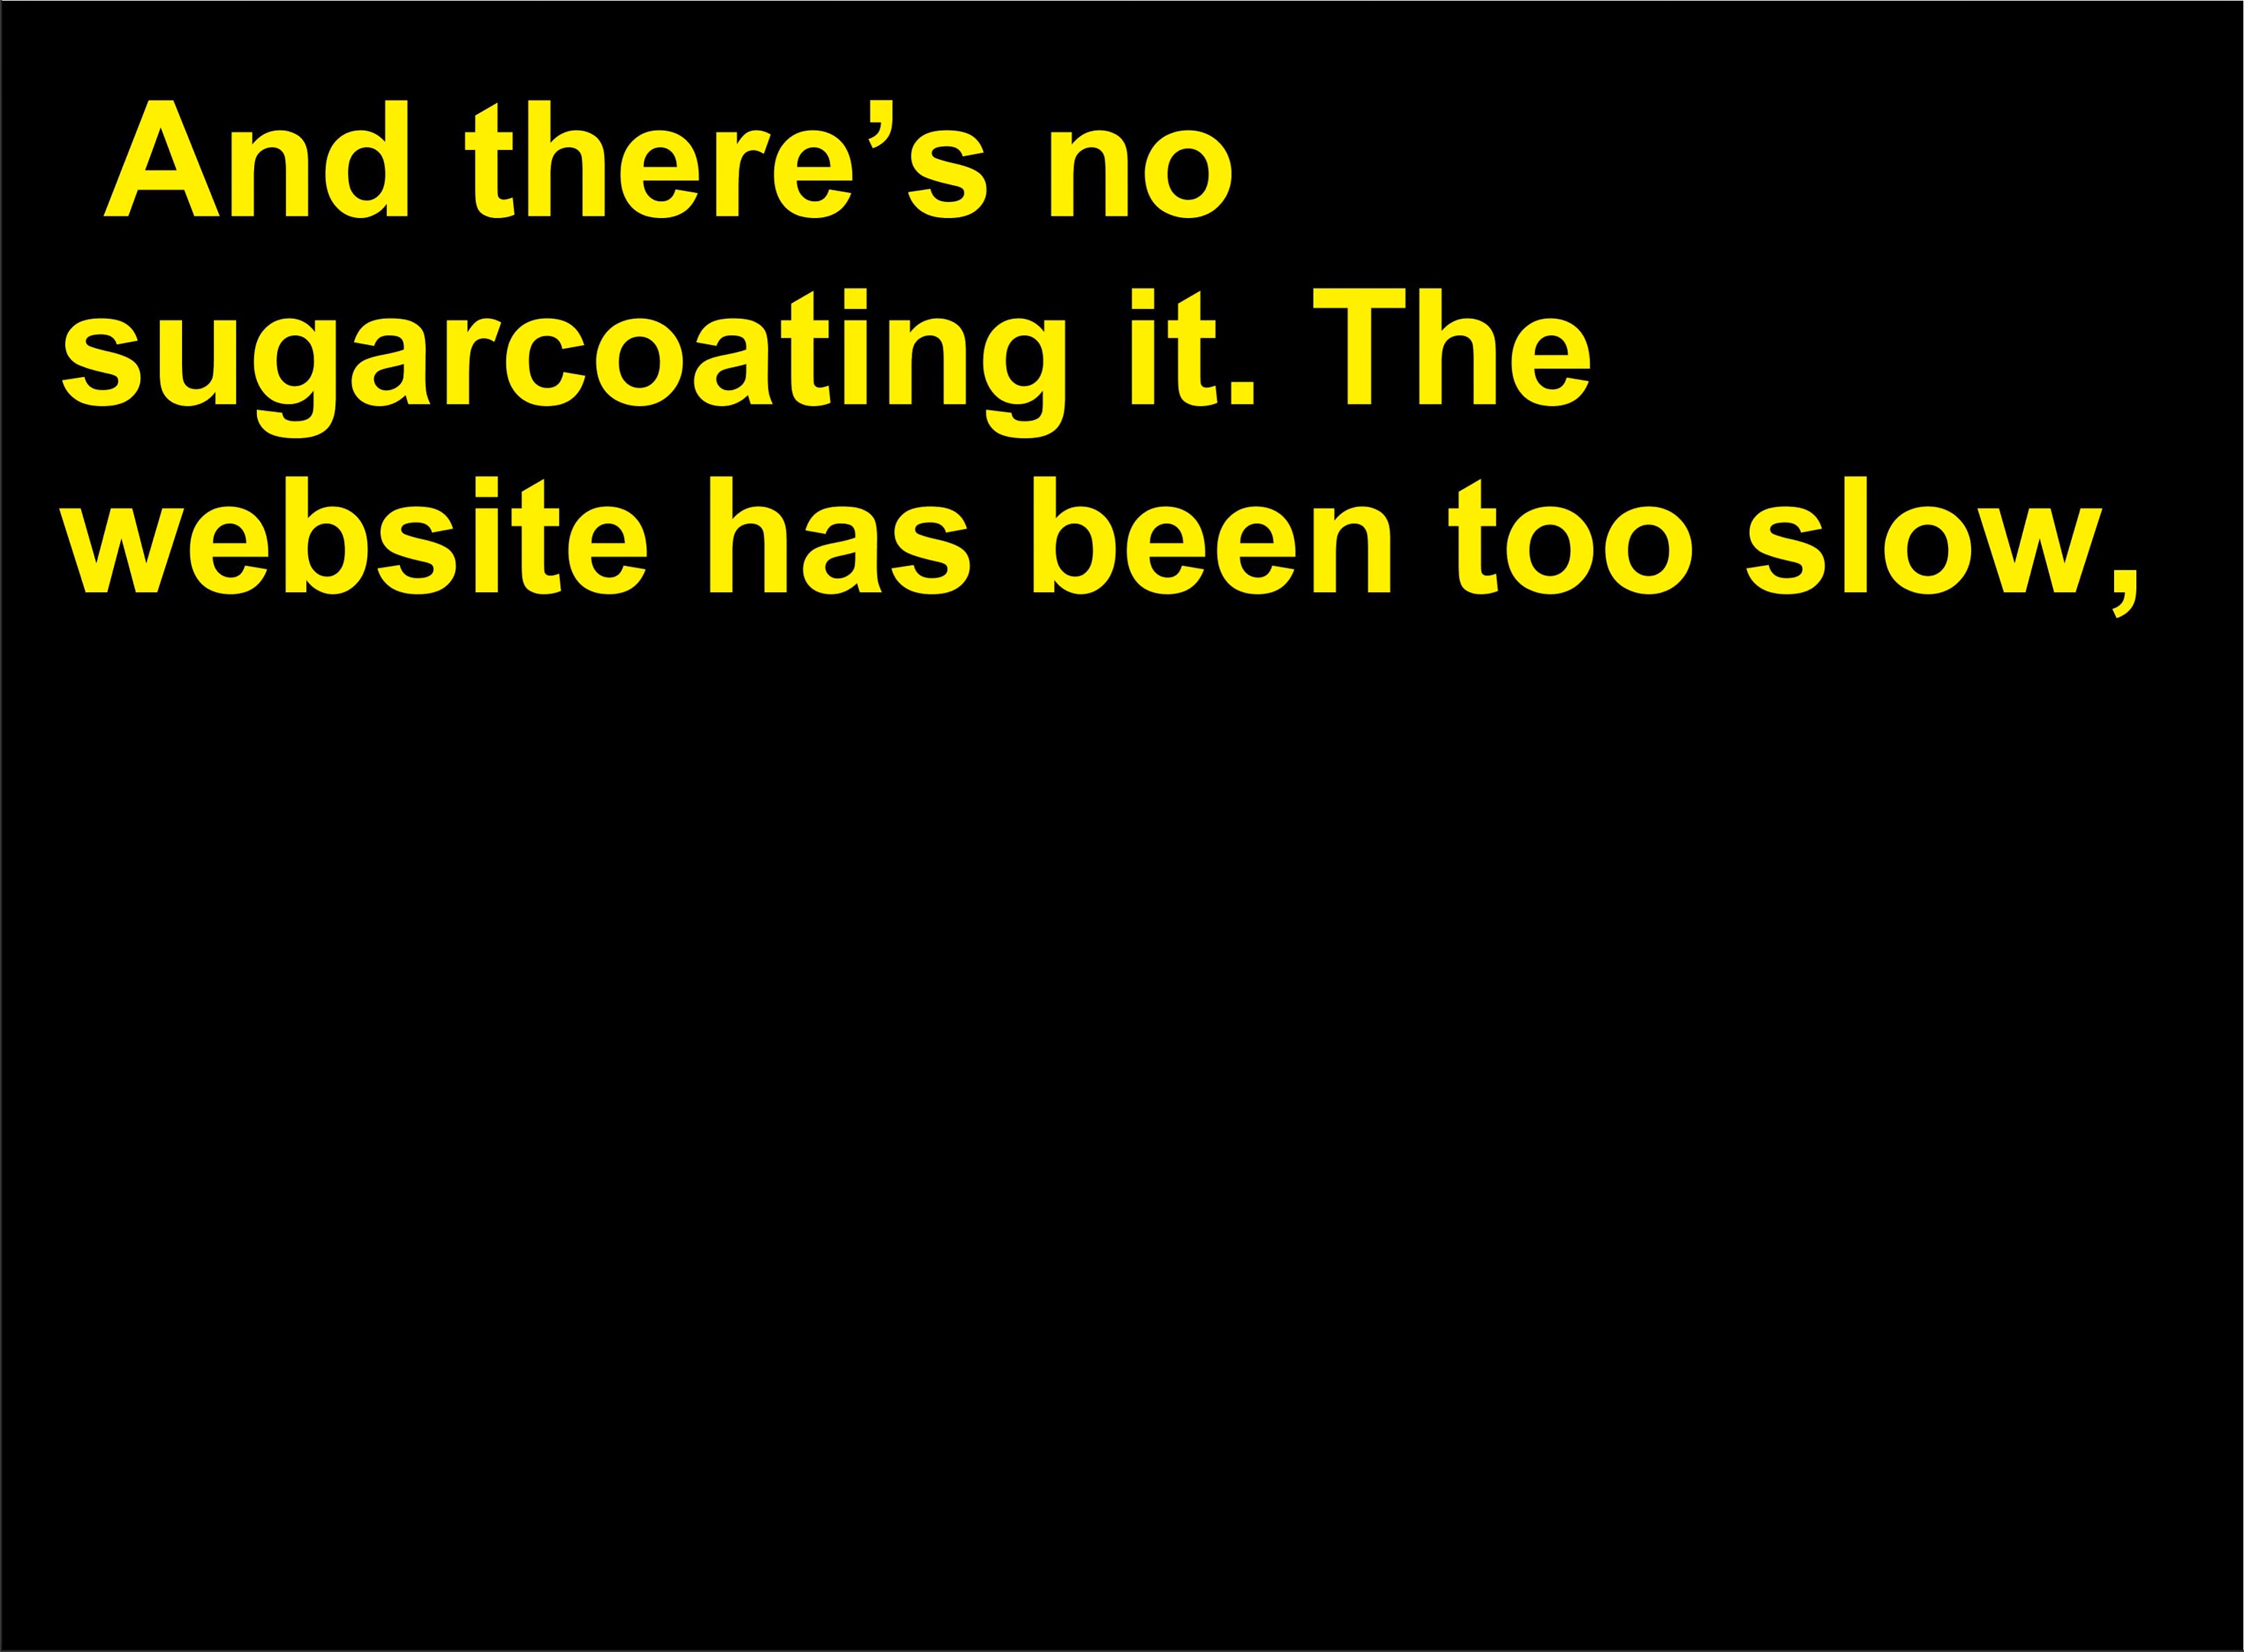 And there’s no
sugarcoating it. The
website has been too slow,